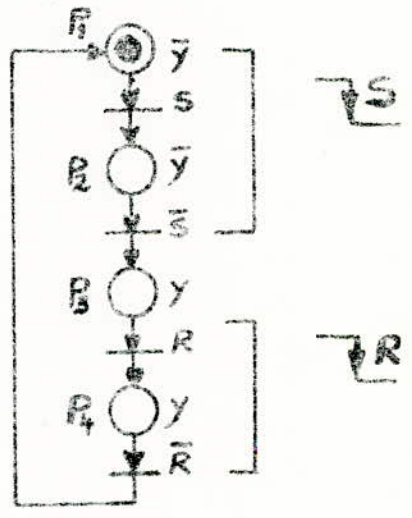 P₁ ȳ
S S
P₂ ȳ
S̄
P₃ y
R R
P₄ y
R̄